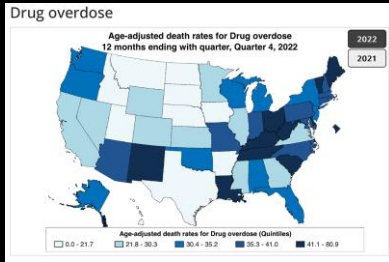 Drug overdose
Age-adjusted death rates for Drug overdose
12 months ending with quarter, Quarter 4, 2022
2022
2021
Age-adjusted death rates for Drug overdose (Quintiles)
0.0 - 21.7 21.8 - 30.3 30.4 - 35.2 35.3 - 41.0 41.1 - 80.9